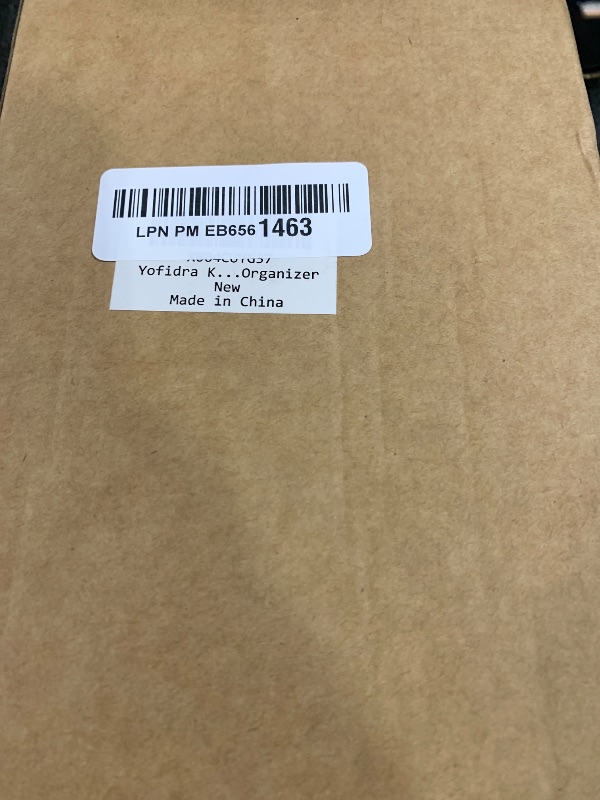 LPN PM EB6561463
Yofidra K...Organizer
New
Made in China